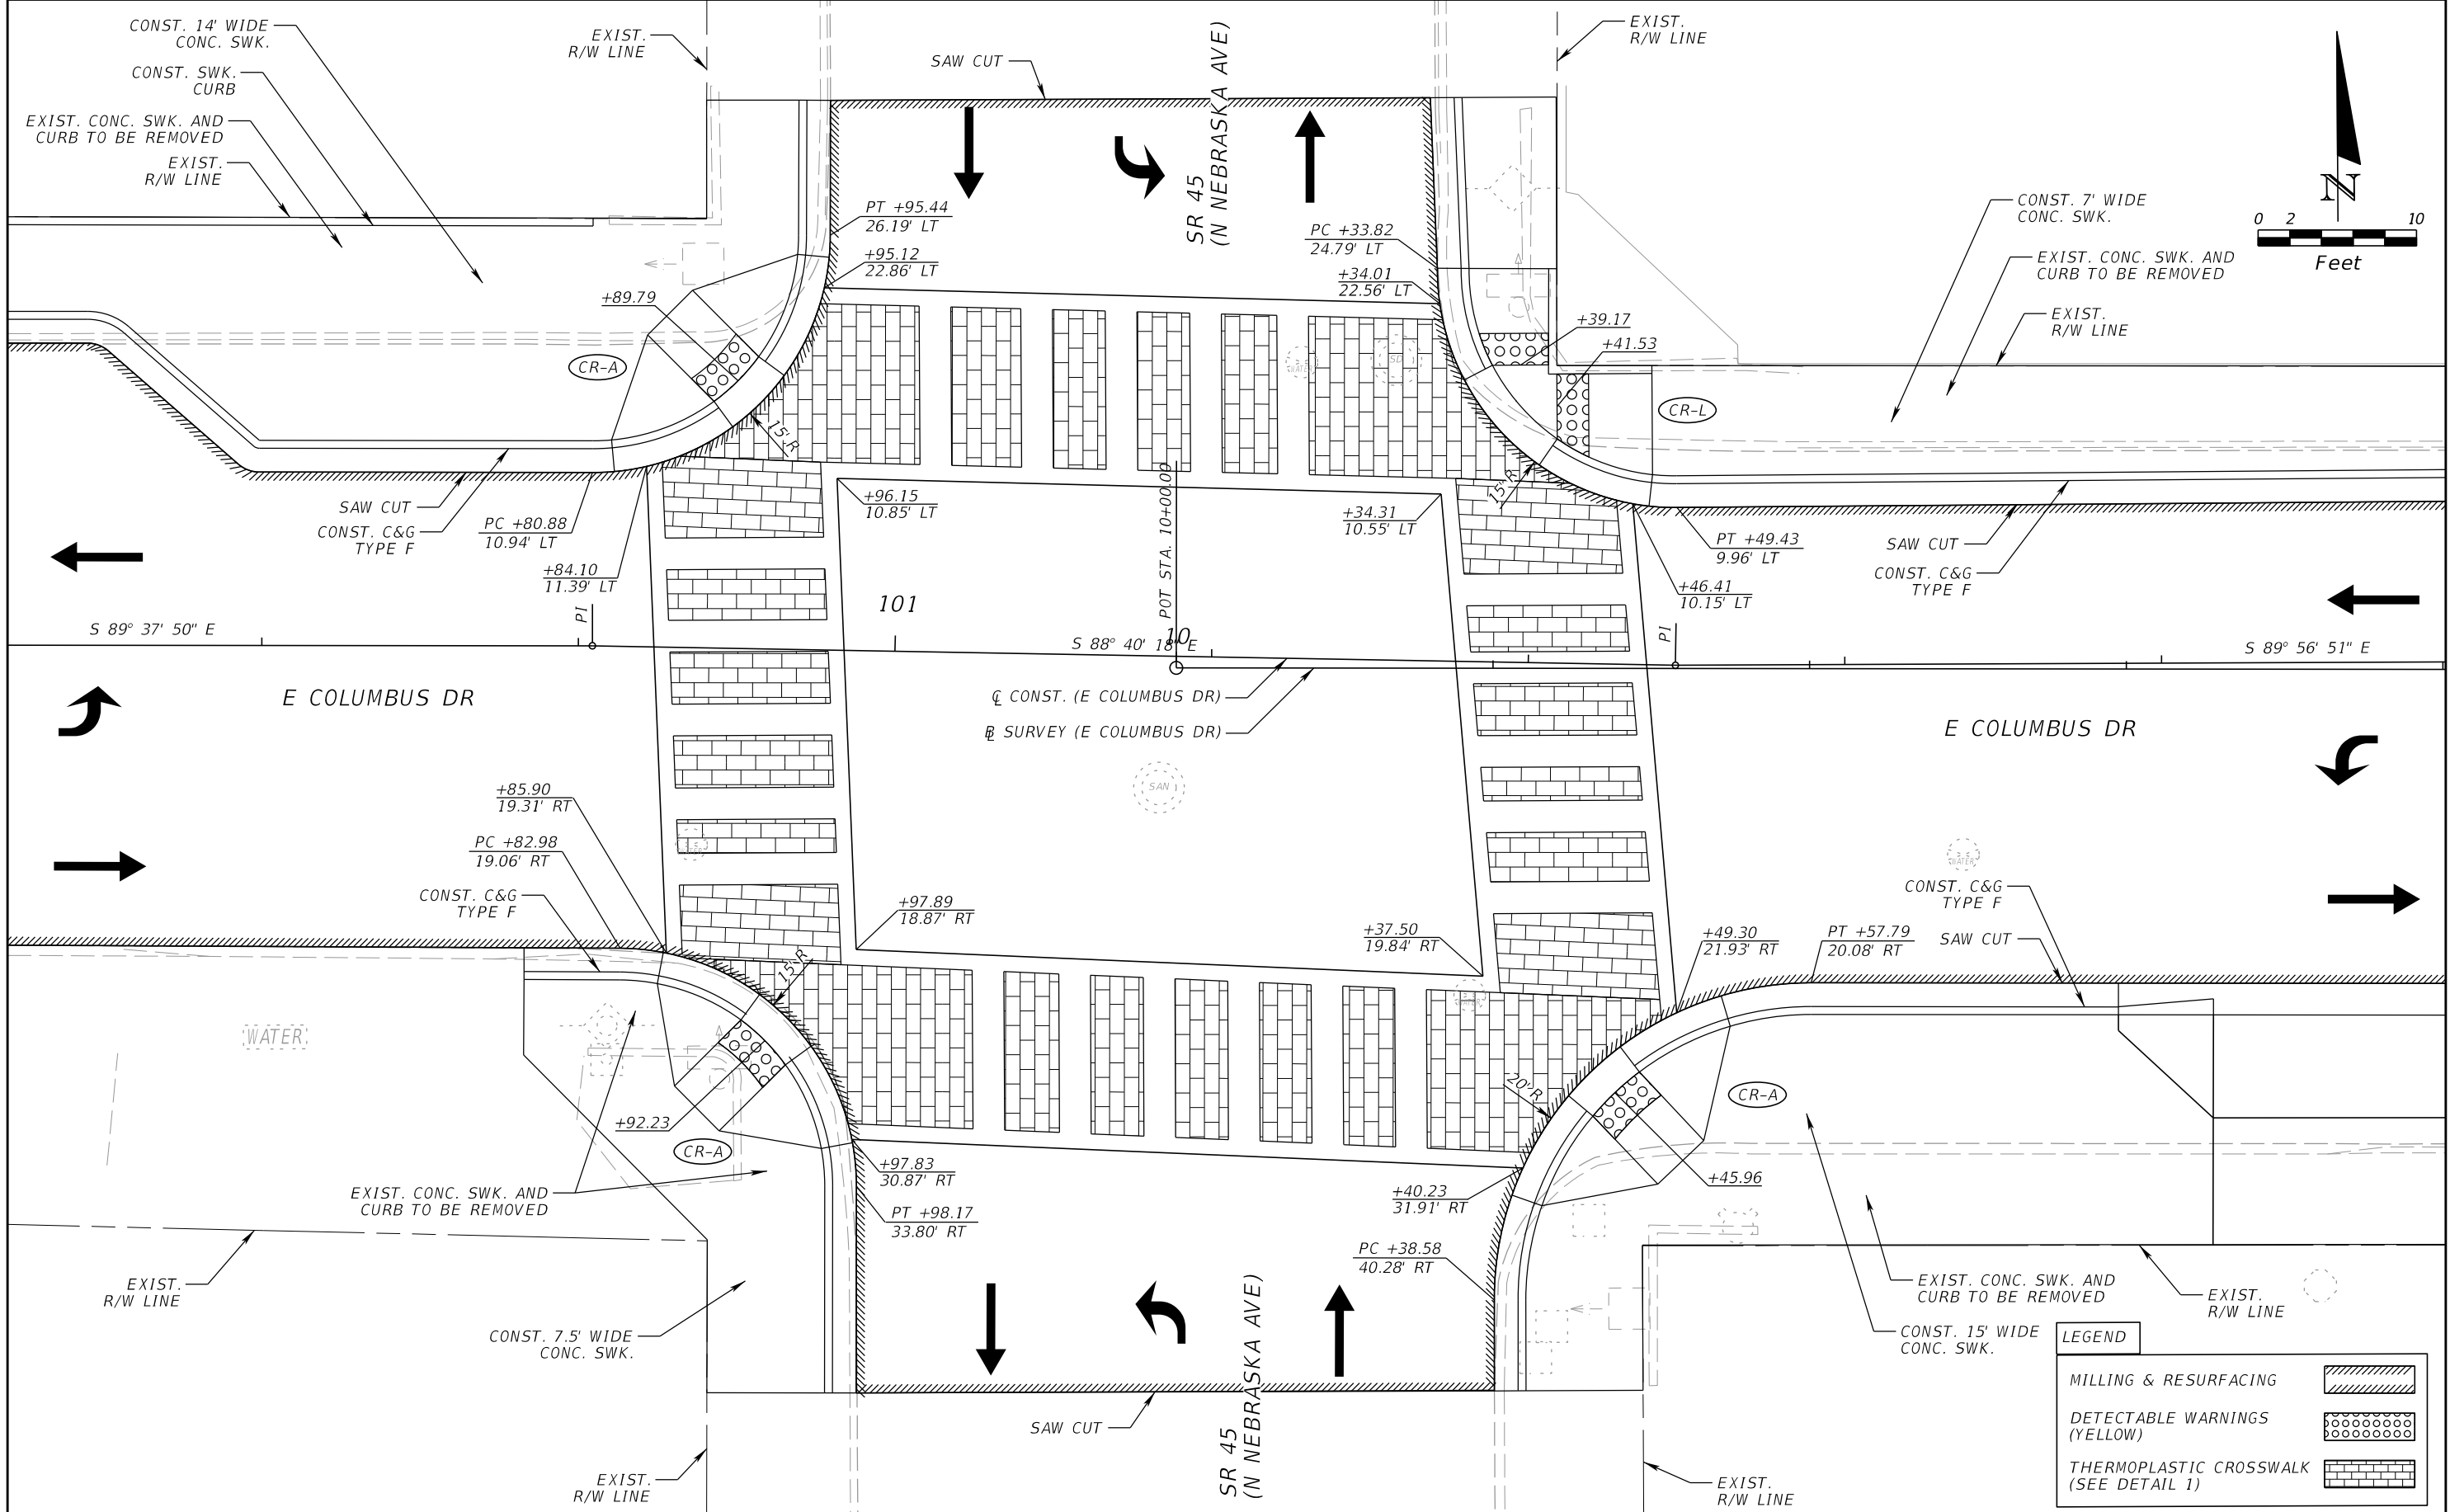 CONST. 14' WIDE
CONC. SWK.
CONST. SWK.
CURB
EXIST. CONC. SWK. AND
CURB TO BE REMOVED
EXIST.
R/W LINE
EXIST.
R/W LINE
SAW CUT
SR 45
(N NEBRASKA AVE)
EXIST.
R/W LINE
N
0 2 10
Feet
CONST. 7' WIDE
CONC. SWK.
EXIST. CONC. SWK. AND
CURB TO BE REMOVED
EXIST.
R/W LINE
PT +95.44
26.19' LT
+95.12
22.86' LT
+89.79
CR-A
15' R
PC +33.82
24.79' LT
+34.01
22.56' LT
+39.17
+41.53
CR-L
15' R
WATER
SD
SAW CUT
CONST. C&G
TYPE F
PC +80.88
10.94' LT
+84.10
11.39' LT
+96.15
10.85' LT
POT STA. 10+00.00
+34.31
10.55' LT
PT +49.43
9.96' LT
+46.41
10.15' LT
SAW CUT
CONST. C&G
TYPE F
PI
101
10
PI
S 89° 37' 50" E
S 88° 40' 18" E
S 89° 56' 51" E
E COLUMBUS DR
℄ CONST. (E COLUMBUS DR)
BL SURVEY (E COLUMBUS DR)
E COLUMBUS DR
SAN
+85.90
19.31' RT
PC +82.98
19.06' RT
CONST. C&G
TYPE F
+97.89
18.87' RT
+37.50
19.84' RT
+49.30
21.93' RT
PT +57.79
20.08' RT
CONST. C&G
TYPE F
SAW CUT
WATER
WATER
15' R
WATER
20' R
CR-A
+92.23
CR-A
+97.83
30.87' RT
PT +98.17
33.80' RT
+40.23
31.91' RT
PC +38.58
40.28' RT
+45.96
EXIST. CONC. SWK. AND
CURB TO BE REMOVED
EXIST.
R/W LINE
CONST. 7.5' WIDE
CONC. SWK.
EXIST. CONC. SWK. AND
CURB TO BE REMOVED
CONST. 15' WIDE
CONC. SWK.
EXIST.
R/W LINE
SAW CUT
SR 45
(N NEBRASKA AVE)
EXIST.
R/W LINE
EXIST.
R/W LINE
LEGEND
MILLING & RESURFACING
DETECTABLE WARNINGS
(YELLOW)
THERMOPLASTIC CROSSWALK
(SEE DETAIL 1)